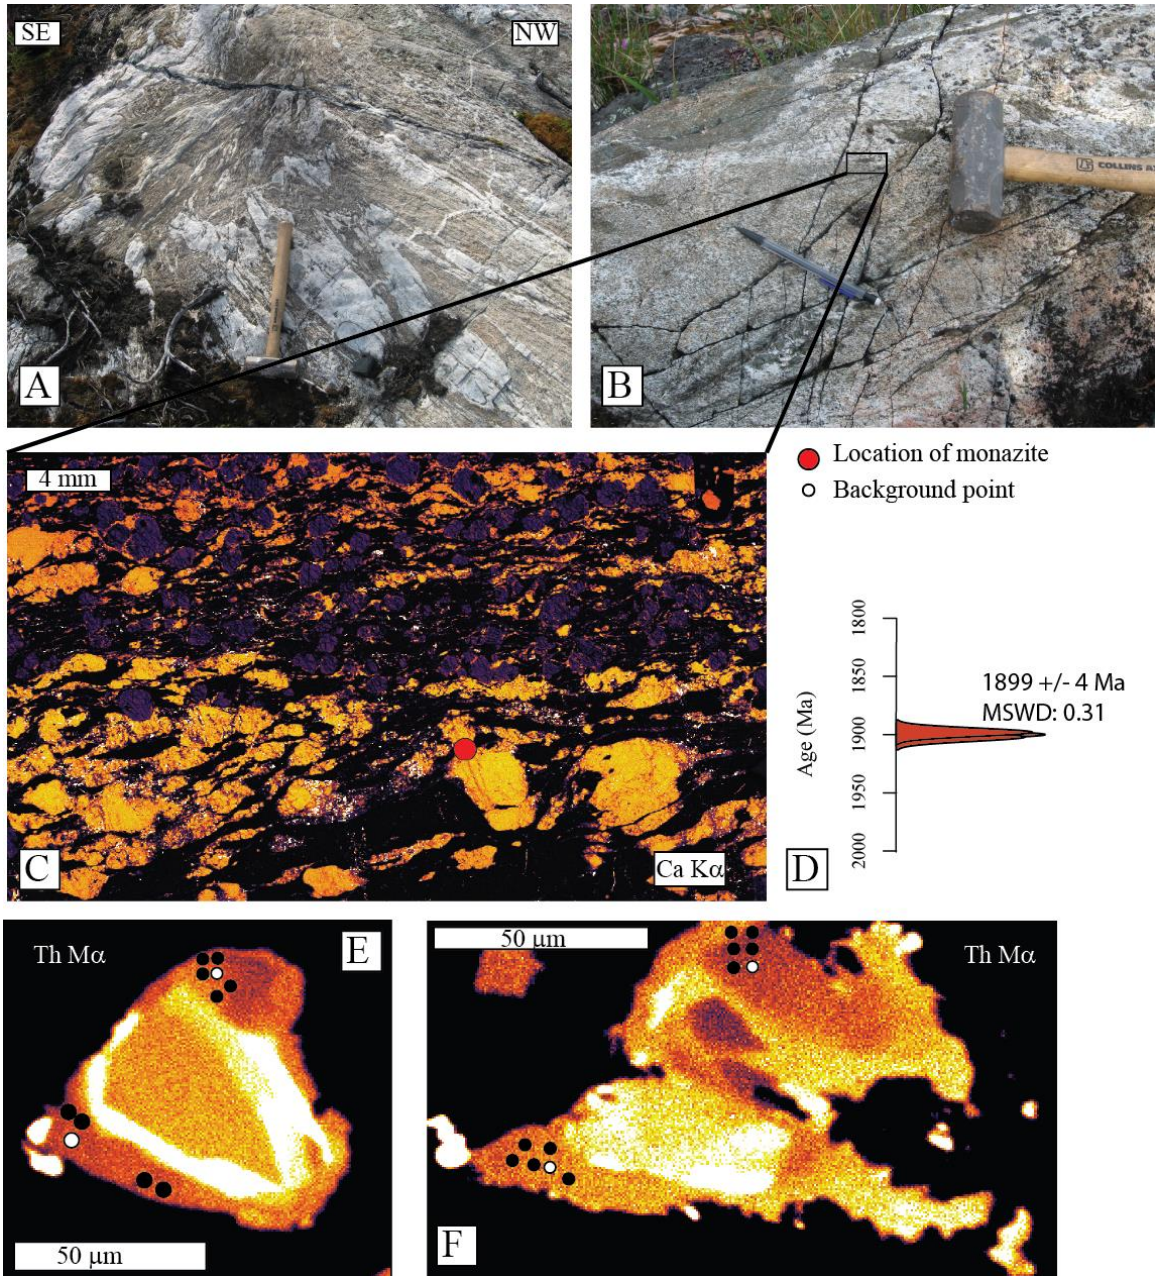 SE
NW
A
COLLINS
B
4 mm
C
Ca Kα
Location of monazite
Background point
1800
1850
1900
1950
2000
Age (Ma)
1899 +/- 4 Ma
MSWD: 0.31
D
Th Mα
E
50 µm
50 µm
Th Mα
F